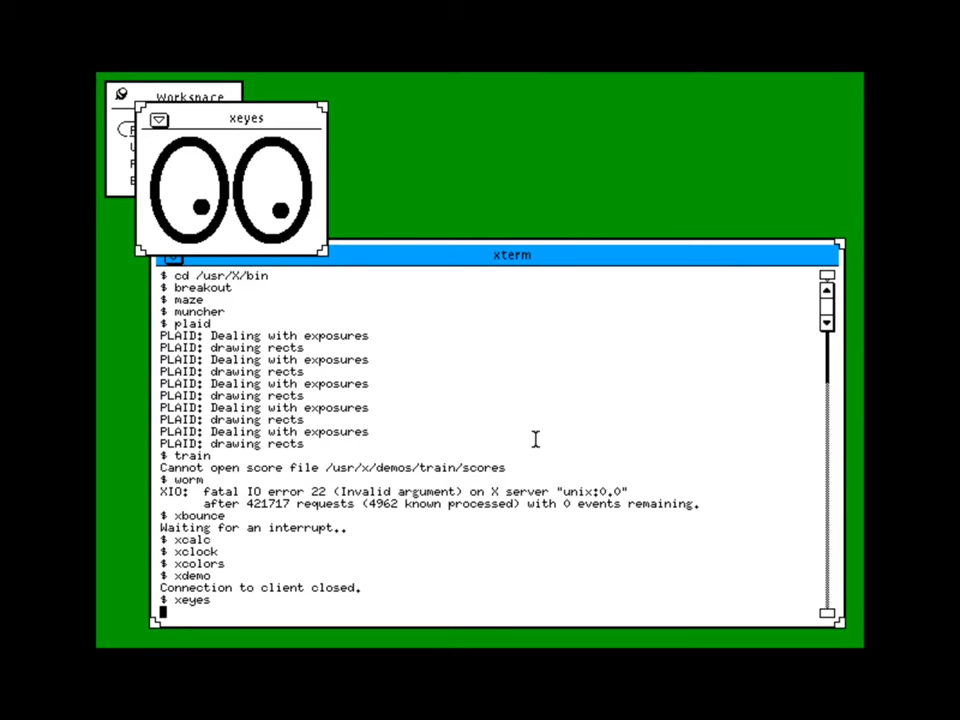 Workspace
xeyes
xterm
$ cd /usr/X/bin
$ breakout
$ maze
$ muncher
$ plaid
PLAID: Dealing with exposures
PLAID: drawing rects
PLAID: Dealing with exposures
PLAID: drawing rects
PLAID: Dealing with exposures
PLAID: drawing rects
PLAID: Dealing with exposures
PLAID: drawing rects
PLAID: Dealing with exposures
PLAID: drawing rects
$ train
Cannot open score file /usr/x/demos/train/scores
$ worm
XIO:  fatal IO error 22 (Invalid argument) on X server "unix:0.0"
      after 421717 requests (4962 known processed) with 0 events remaining.
$ xbounce
Waiting for an interrupt..
$ xcalc
$ xclock
$ xcolors
$ xdemo
Connection to client closed.
$ xeyes